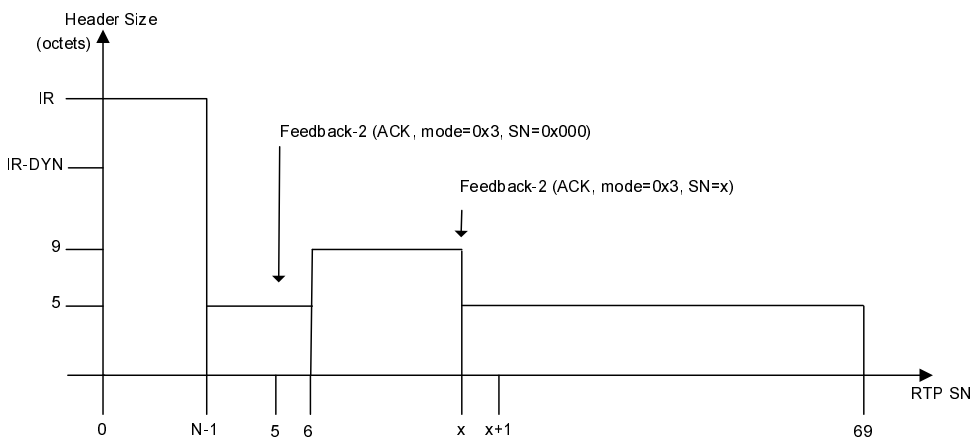 Header Size
(octets)
IR
Feedback-2 (ACK, mode=0x3, SN=0x000)
IR-DYN
Feedback-2 (ACK, mode=0x3, SN=x)
9
5
RTP SN
0 N-1 5 6 x x+1 69